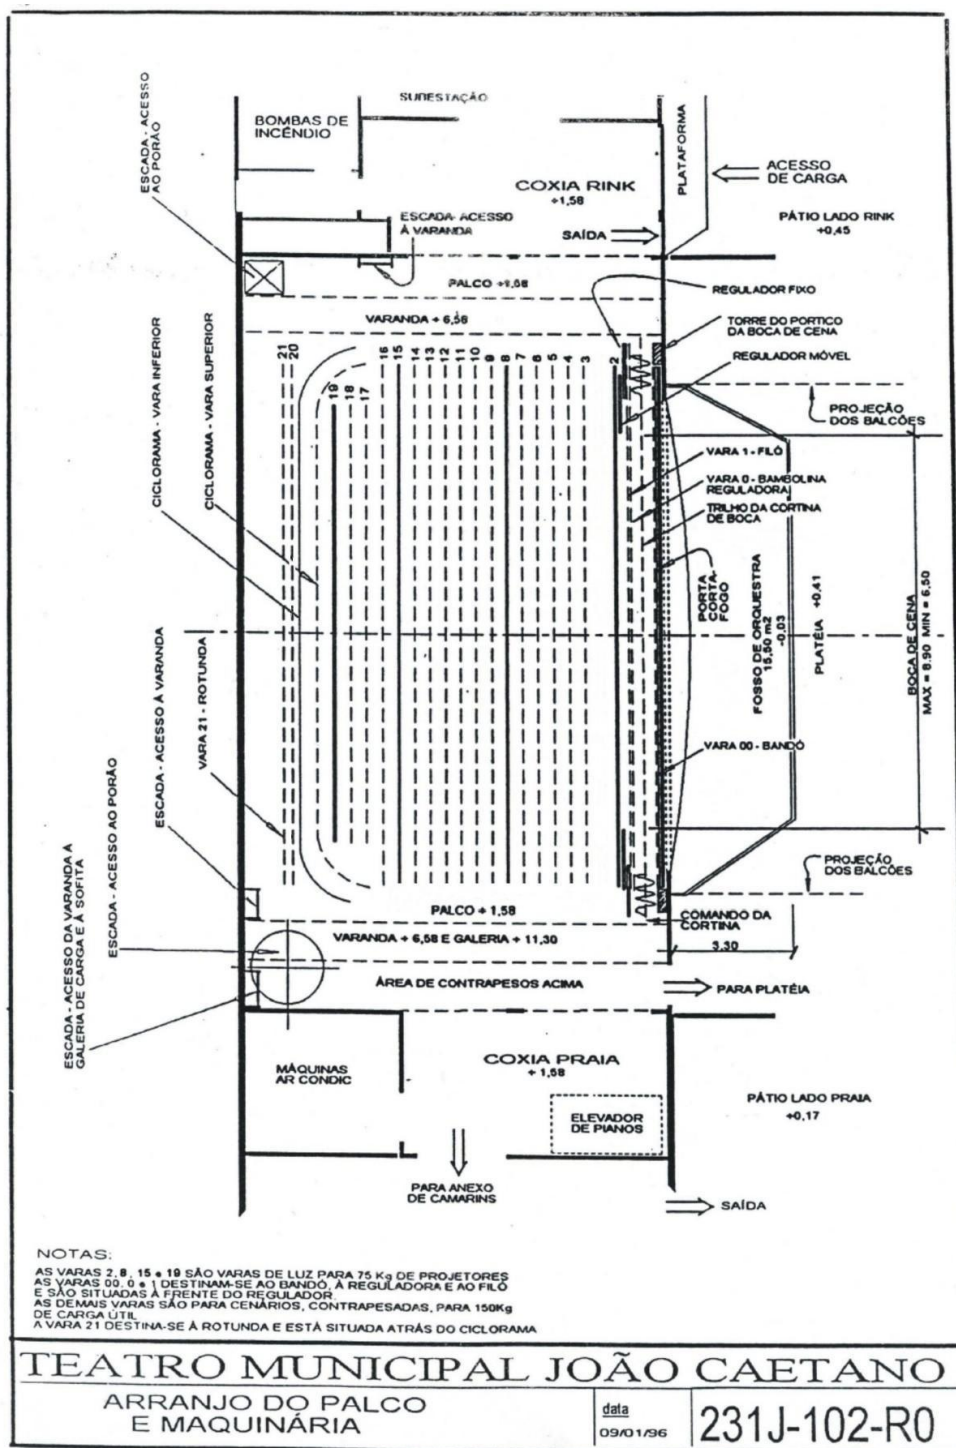 SUBESTAÇÃO
BOMBAS DE
INCÊNDIO
ESCADA - ACESSO
AO PORÃO
PLATAFORMA
ACESSO
DE CARGA
COXIA RINK
+1,58
PÁTIO LADO RINK
+0,45
ESCADA- ACESSO
À VARANDA
SAÍDA
PALCO
REGULADOR FIXO
VARANDA + 6,58
TORRE DO PORTICO
DA BOCA DE CENA
REGULADOR MÓVEL
CICLORAMA - VARA INFERIOR
CICLORAMA - VARA SUPERIOR
21
20
19
18
17
16
15
14
13
12
11
10
9
8
7
6
5
4
3
2
PROJEÇÃO
DOS BALCÕES
VARA 1 - FILÓ
VARA 0 - BAMBOLINA
REGULADORA
TRILHO DA CORTINA
DE BOCA
PORTA
CORTA-
FOGO
FOSSO DE ORQUESTRA
15,50 m2
-0,03
PLATÉIA +0,41
BOCA DE CENA
MAX = 8,90 MIN = 6,50
ESCADA - ACESSO À VARANDA
VARA 21 - ROTUNDA
VARA 00 - BANDÔ
ESCADA - ACESSO AO PORÃO
ESCADA - ACESSO DA VARANDA À
GALERIA DE CARGA E À SOFITA
PROJEÇÃO
DOS BALCÕES
PALCO + 1,58
COMANDO DA
CORTINA
VARANDA + 6,58 E GALERIA + 11,30
3.30
ÁREA DE CONTRAPESOS ACIMA
PARA PLATÉIA
MÁQUINAS
AR CONDIC
COXIA PRAIA
+ 1,58
PÁTIO LADO PRAIA
+0,17
ELEVADOR
DE PIANOS
PARA ANEXO
DE CAMARINS
SAÍDA
NOTAS:
AS VARAS 2, 8, 15 e 19 SÃO VARAS DE LUZ PARA 75 Kg DE PROJETORES
AS VARAS 00, 0 e 1 DESTINAM-SE AO BANDÔ, À REGULADORA E AO FILÓ
E SÃO SITUADAS À FRENTE DO REGULADOR
AS DEMAIS VARAS SÃO PARA CENÁRIOS, CONTRAPESADAS, PARA 150Kg
DE CARGA ÚTIL
A VARA 21 DESTINA-SE À ROTUNDA E ESTÁ SITUADA ATRÁS DO CICLORAMA
TEATRO MUNICIPAL JOÃO CAETANO
ARRANJO DO PALCO
E MAQUINÁRIA
data
09/01/96
231J-102-R0